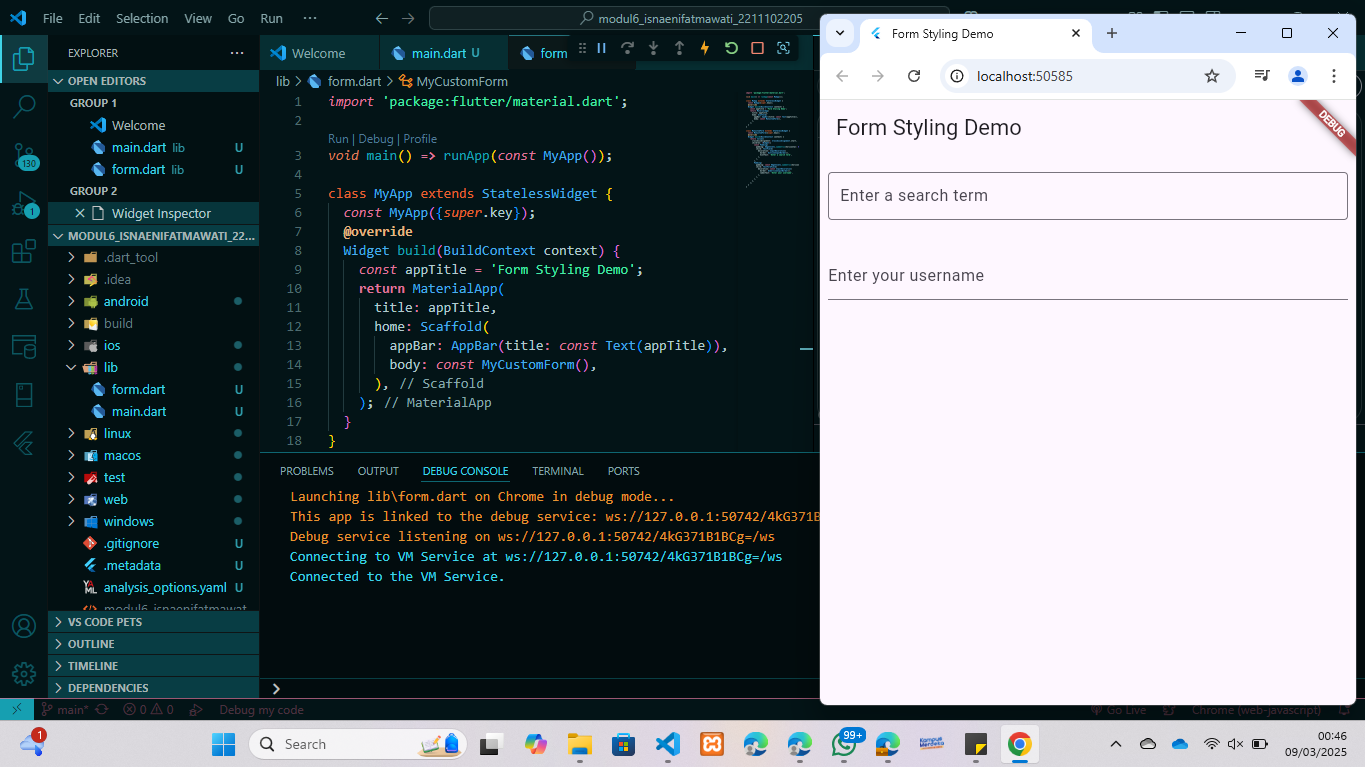 File Edit Selection View Go Run ···
modul6_isnaenifatmawati_2211102205
EXPLORER
OPEN EDITORS
GROUP 1
Welcome
main.dart lib U
form.dart lib U
GROUP 2
Widget Inspector
MODUL6_ISNAENIFATMAWATI_22...
.dart_tool
.idea
android
build
ios
lib
form.dart U
main.dart U
linux
macos
test
web
windows
.gitignore U
.metadata U
analysis_options.yaml U
VS CODE PETS
OUTLINE
TIMELINE
DEPENDENCIES
130
1
Welcome
main.dart U
form
lib > form.dart > MyCustomForm
1 import 'package:flutter/material.dart';
2
Run | Debug | Profile
3 void main() => runApp(const MyApp());
4
5 class MyApp extends StatelessWidget {
6 const MyApp({super.key});
7 @override
8 Widget build(BuildContext context) {
9 const appTitle = 'Form Styling Demo';
10 return MaterialApp(
11 title: appTitle,
12 home: Scaffold(
13 appBar: AppBar(title: const Text(appTitle)),
14 body: const MyCustomForm(),
15 ), // Scaffold
16 ); // MaterialApp
17 }
18 }
PROBLEMS OUTPUT DEBUG CONSOLE TERMINAL PORTS
Launching lib\form.dart on Chrome in debug mode...
This app is linked to the debug service: ws://127.0.0.1:50742/4kG371B
Debug service listening on ws://127.0.0.1:50742/4kG371B1BCg=/ws
Connecting to VM Service at ws://127.0.0.1:50742/4kG371B1BCg=/ws
Connected to the VM Service.
Form Styling Demo
localhost:50585
DEBUG
Form Styling Demo
Enter a search term
Enter your username
main* 0 0 Debug my code
Go Live
Chrome (web-javascript)
1
Search
99+
Kampus
Merdeka
00:46
09/03/2025